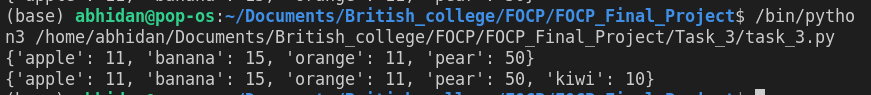 (base) abhidan@pop-os:~/Documents/British_college/FOCP/FOCP_Final_Project$ /bin/pytho
n3 /home/abhidan/Documents/British_college/FOCP/FOCP_Final_Project/Task_3/task_3.py
{'apple': 11, 'banana': 15, 'orange': 11, 'pear': 50}
{'apple': 11, 'banana': 15, 'orange': 11, 'pear': 50, 'kiwi': 10}